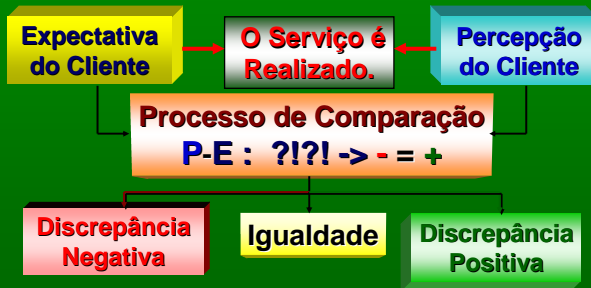 Expectativa
do Cliente
O Serviço é
Realizado.
Percepção
do Cliente
Processo de Comparação
P-E : ?!?! -> - = +
Discrepância
Negativa
Igualdade
Discrepância
Positiva